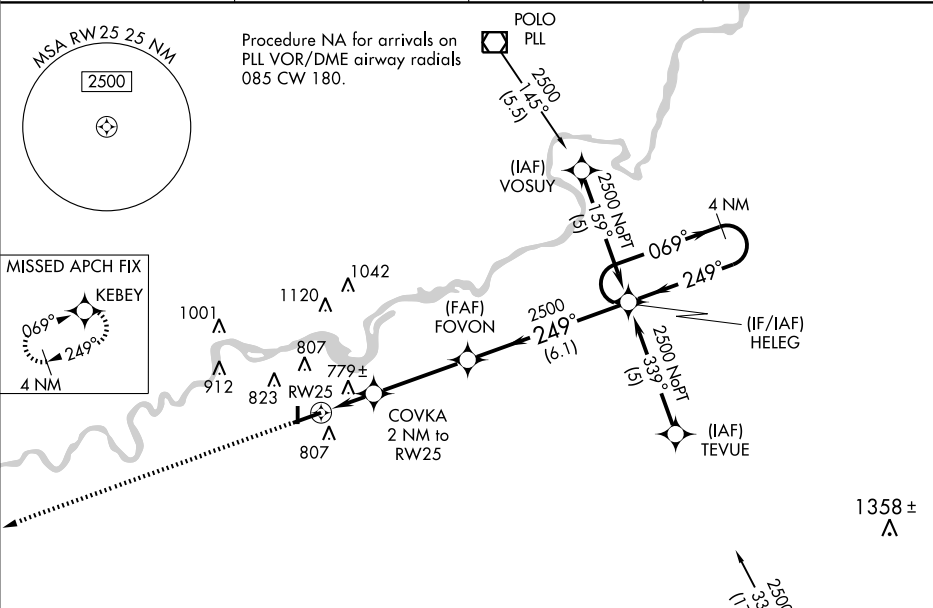 MSA RW25 25 NM
2500
Procedure NA for arrivals on
PLL VOR/DME airway radials
085 CW 180.
POLO
PLL
2500
145°
(5.5)
(IAF)
VOSUY
2500 NoPT
159°
(5)
4 NM
069°
249°
MISSED APCH FIX
KEBEY
069°
249°
4 NM
1042
1120
1001
912
823
807
779±
RW25
807
(FAF)
FOVON
2500
249°
(6.1)
COVKA
2 NM to
RW25
(IF/IAF)
HELEG
2500 NoPT
339°
(5)
(IAF)
TEVUE
1358 ±
2500